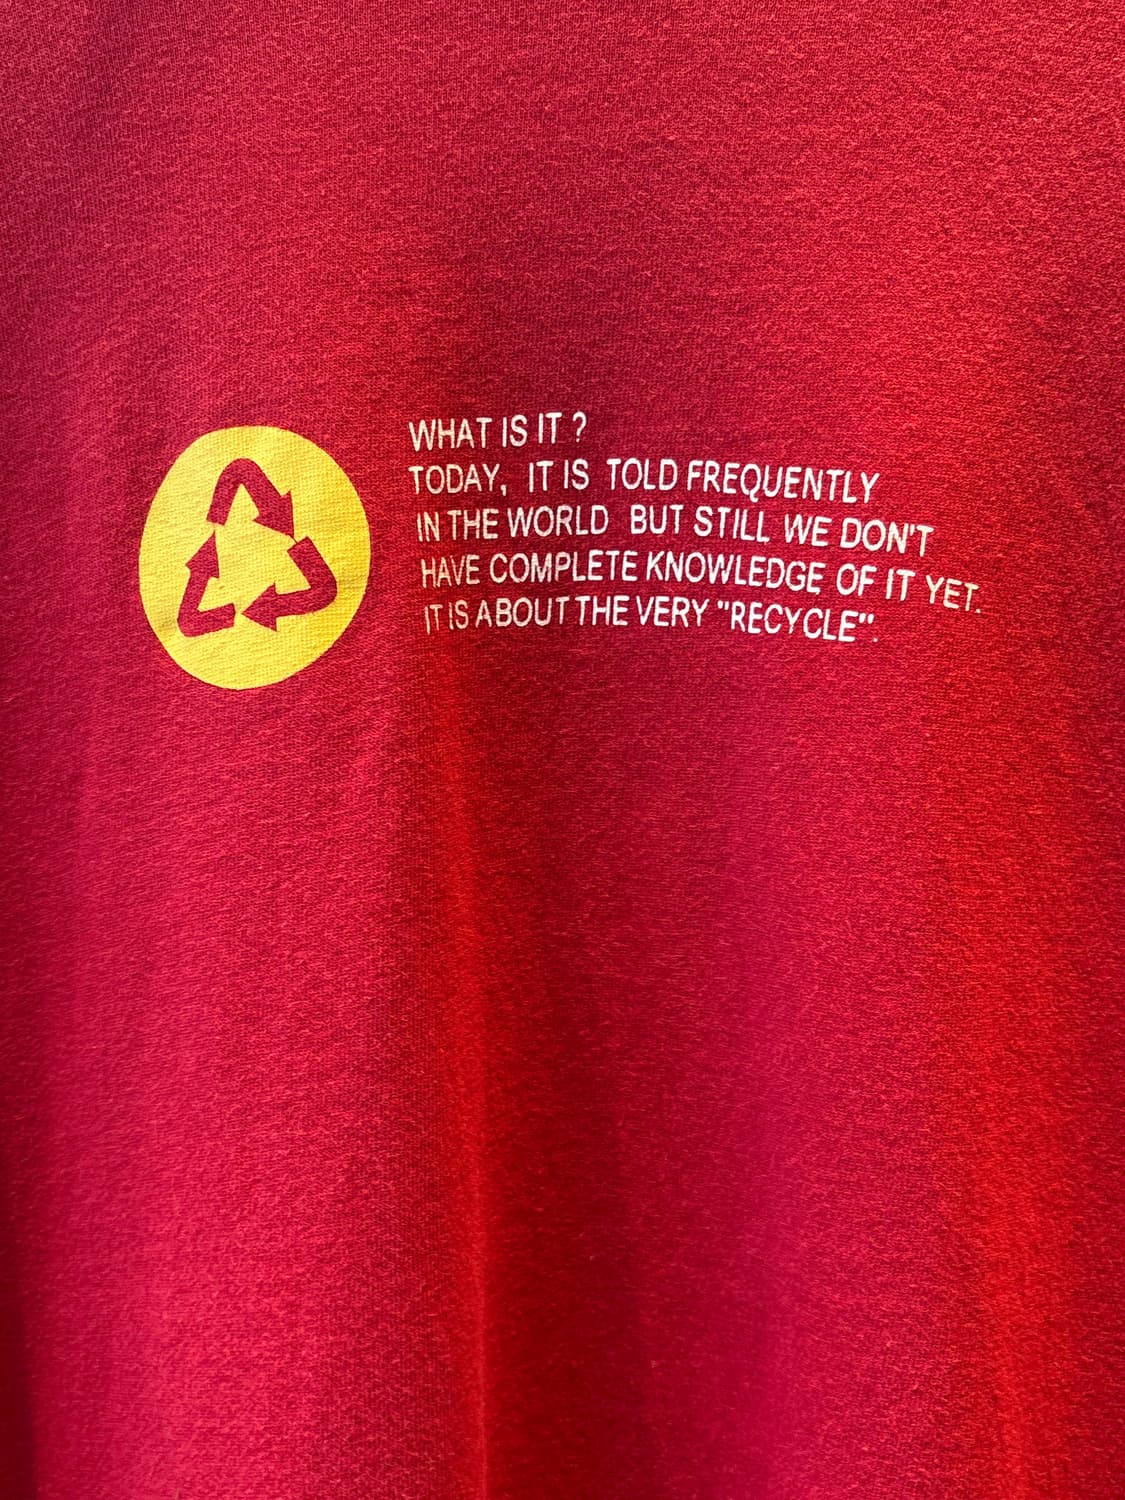 WHAT IS IT ?
TODAY, IT IS TOLD FREQUENTLY
IN THE WORLD BUT STILL WE DON'T
HAVE COMPLETE KNOWLEDGE OF IT YET.
IT IS ABOUT THE VERY "RECYCLE".